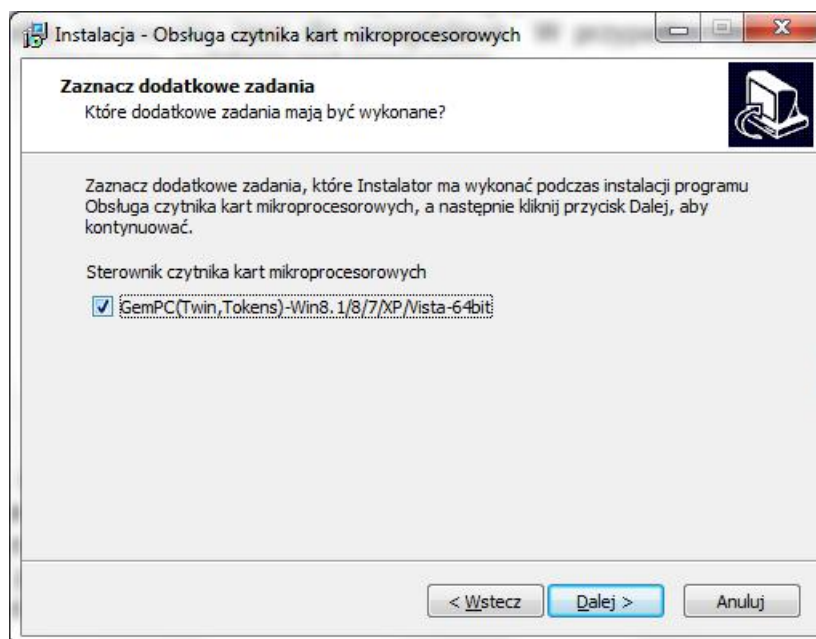 Instalacja - Obsługa czytnika kart mikroprocesorowych
Zaznacz dodatkowe zadania
Które dodatkowe zadania mają być wykonane?
Zaznacz dodatkowe zadania, które Instalator ma wykonać podczas instalacji programu
Obsługa czytnika kart mikroprocesorowych, a następnie kliknij przycisk Dalej, aby
kontynuować.
Sterownik czytnika kart mikroprocesorowych
GemPC(Twin,Tokens)-Win8.1/8/7/XP/Vista-64bit
< Wstecz Dalej > Anuluj